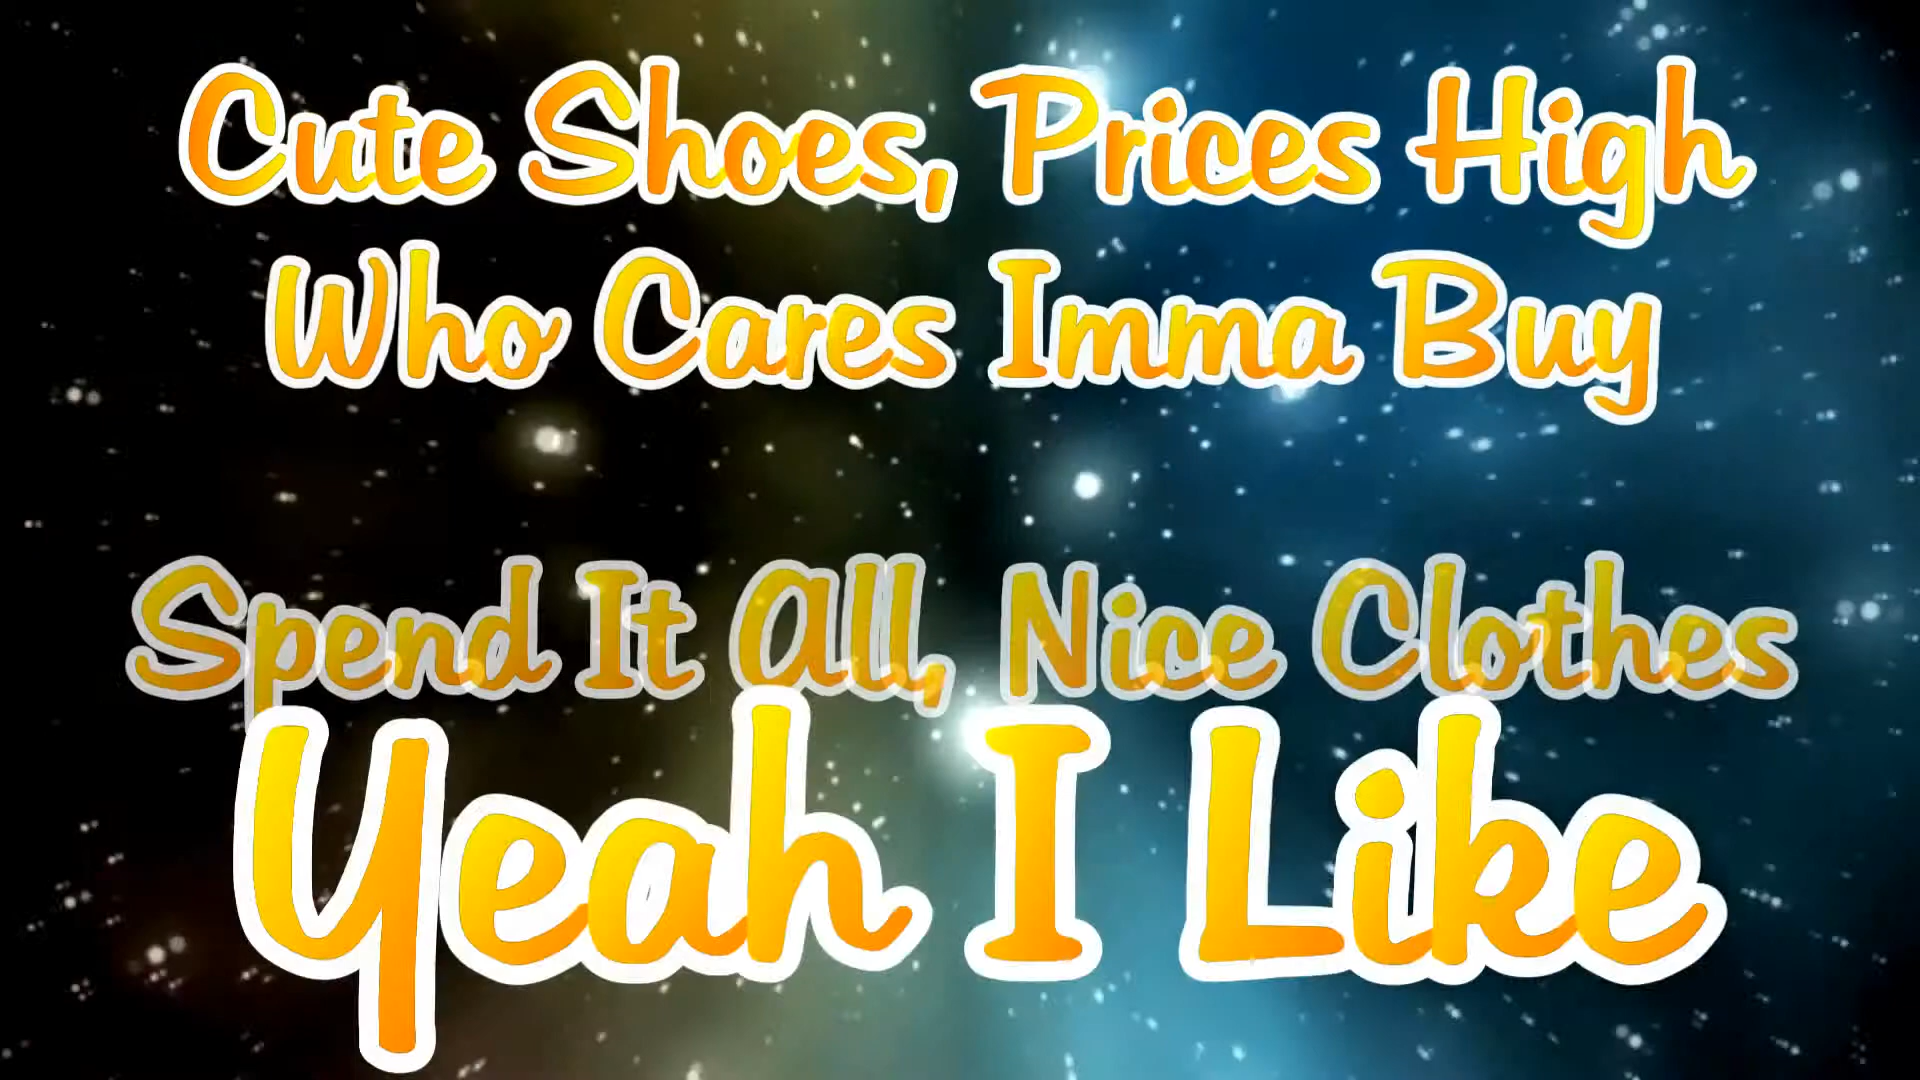 Cute Shoes, Prices High
Who Cares Imma Buy
Spend It All, Nice Clothes
Yeah I Like